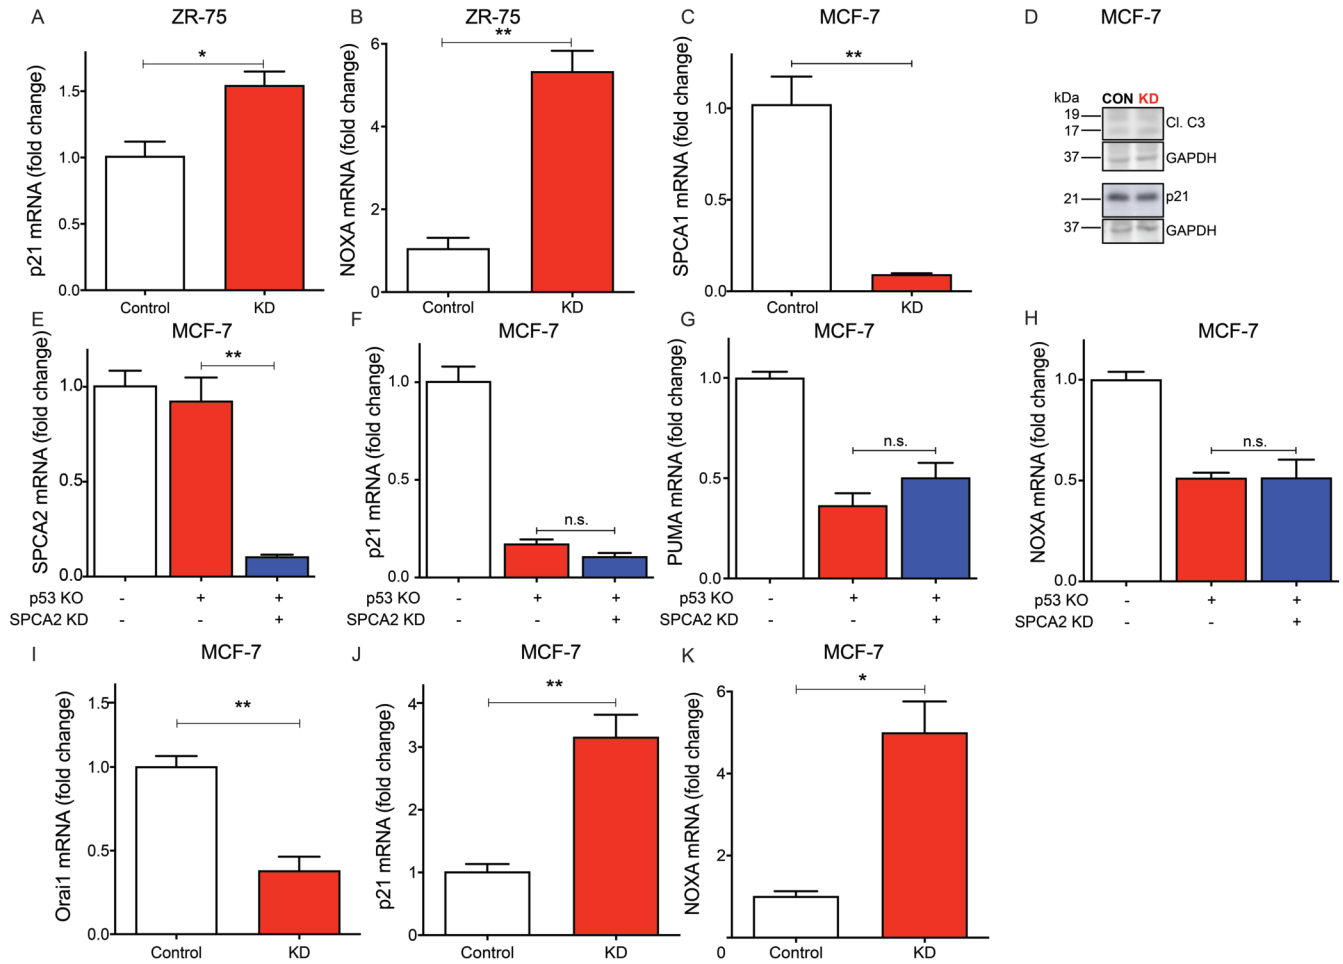 A
ZR-75
p21 mRNA (fold change)
1.5
1.0
0.5
0.0
*
Control
KD
B
ZR-75
NOXA mRNA (fold change)
6
4
2
0
**
Control
KD
C
MCF-7
SPCA1 mRNA (fold change)
1.0
0.5
0.0
**
Control
KD
D
MCF-7
kDa
CON KD
19
17
Cl. C3
37
GAPDH
21
p21
37
GAPDH
E
MCF-7
SPCA2 mRNA (fold change)
1.0
0.5
0.0
**
p53 KO - + +
SPCA2 KD - - +
F
MCF-7
p21 mRNA (fold change)
1.0
0.5
0.0
n.s.
p53 KO - + +
SPCA2 KD - - +
G
MCF-7
PUMA mRNA (fold change)
1.0
0.5
0.0
n.s.
p53 KO - + +
SPCA2 KD - - +
H
MCF-7
NOXA mRNA (fold change)
1.0
0.5
0.0
n.s.
p53 KO - + +
SPCA2 KD - - +
I
MCF-7
Orai1 mRNA (fold change)
1.5
1.0
0.5
0.0
**
Control
KD
J
MCF-7
p21 mRNA (fold change)
4
3
2
1
0
**
Control
KD
K
MCF-7
NOXA mRNA (fold change)
6
4
2
0
*
Control
KD